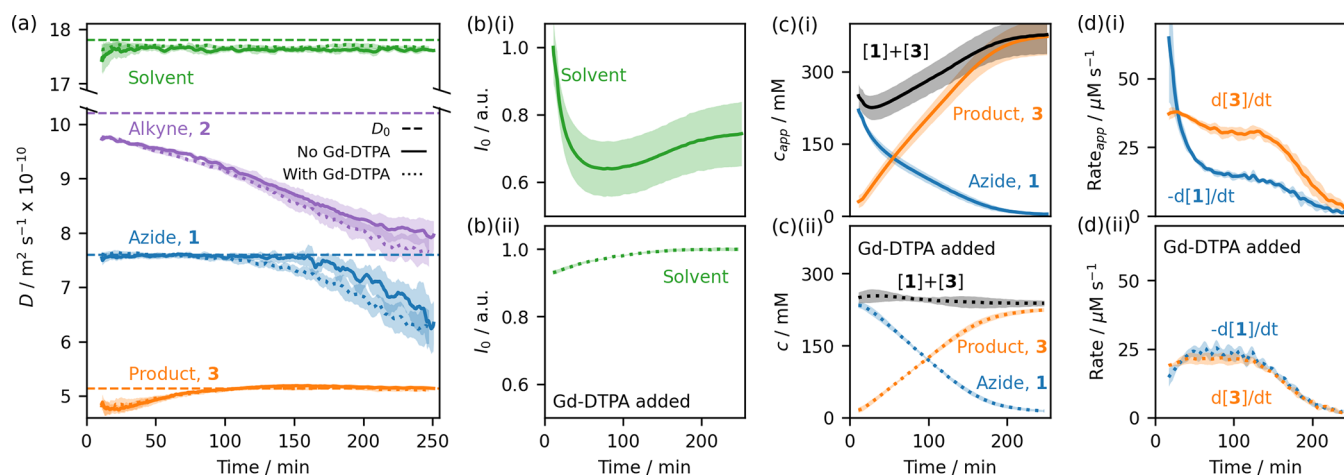 (a)
18
17
10
9
8
7
6
5
D / m² s⁻¹ x 10⁻¹⁰
Solvent
Alkyne, 2
D₀
No Gd-DTPA
With Gd-DTPA
Azide, 1
Product, 3
0
50
100
150
200
250
Time / min
b)(i)
1.0
0.8
0.6
I₀ / a.u.
Solvent
b)(ii)
1.0
0.8
0.6
I₀ / a.u.
Solvent
Gd-DTPA added
0
100
200
Time / min
c)(i)
300
150
0
c_app / mM
[1]+[3]
Product, 3
Azide, 1
c)(ii)
300
150
0
c / mM
Gd-DTPA added
[1]+[3]
Product, 3
Azide, 1
0
100
200
Time / min
d)(i)
50
25
0
Rate_app / μM s⁻¹
d[3]/dt
-d[1]/dt
d)(ii)
50
25
0
Rate / μM s⁻¹
Gd-DTPA added
-d[1]/dt
d[3]/dt
0
100
200
Time / min